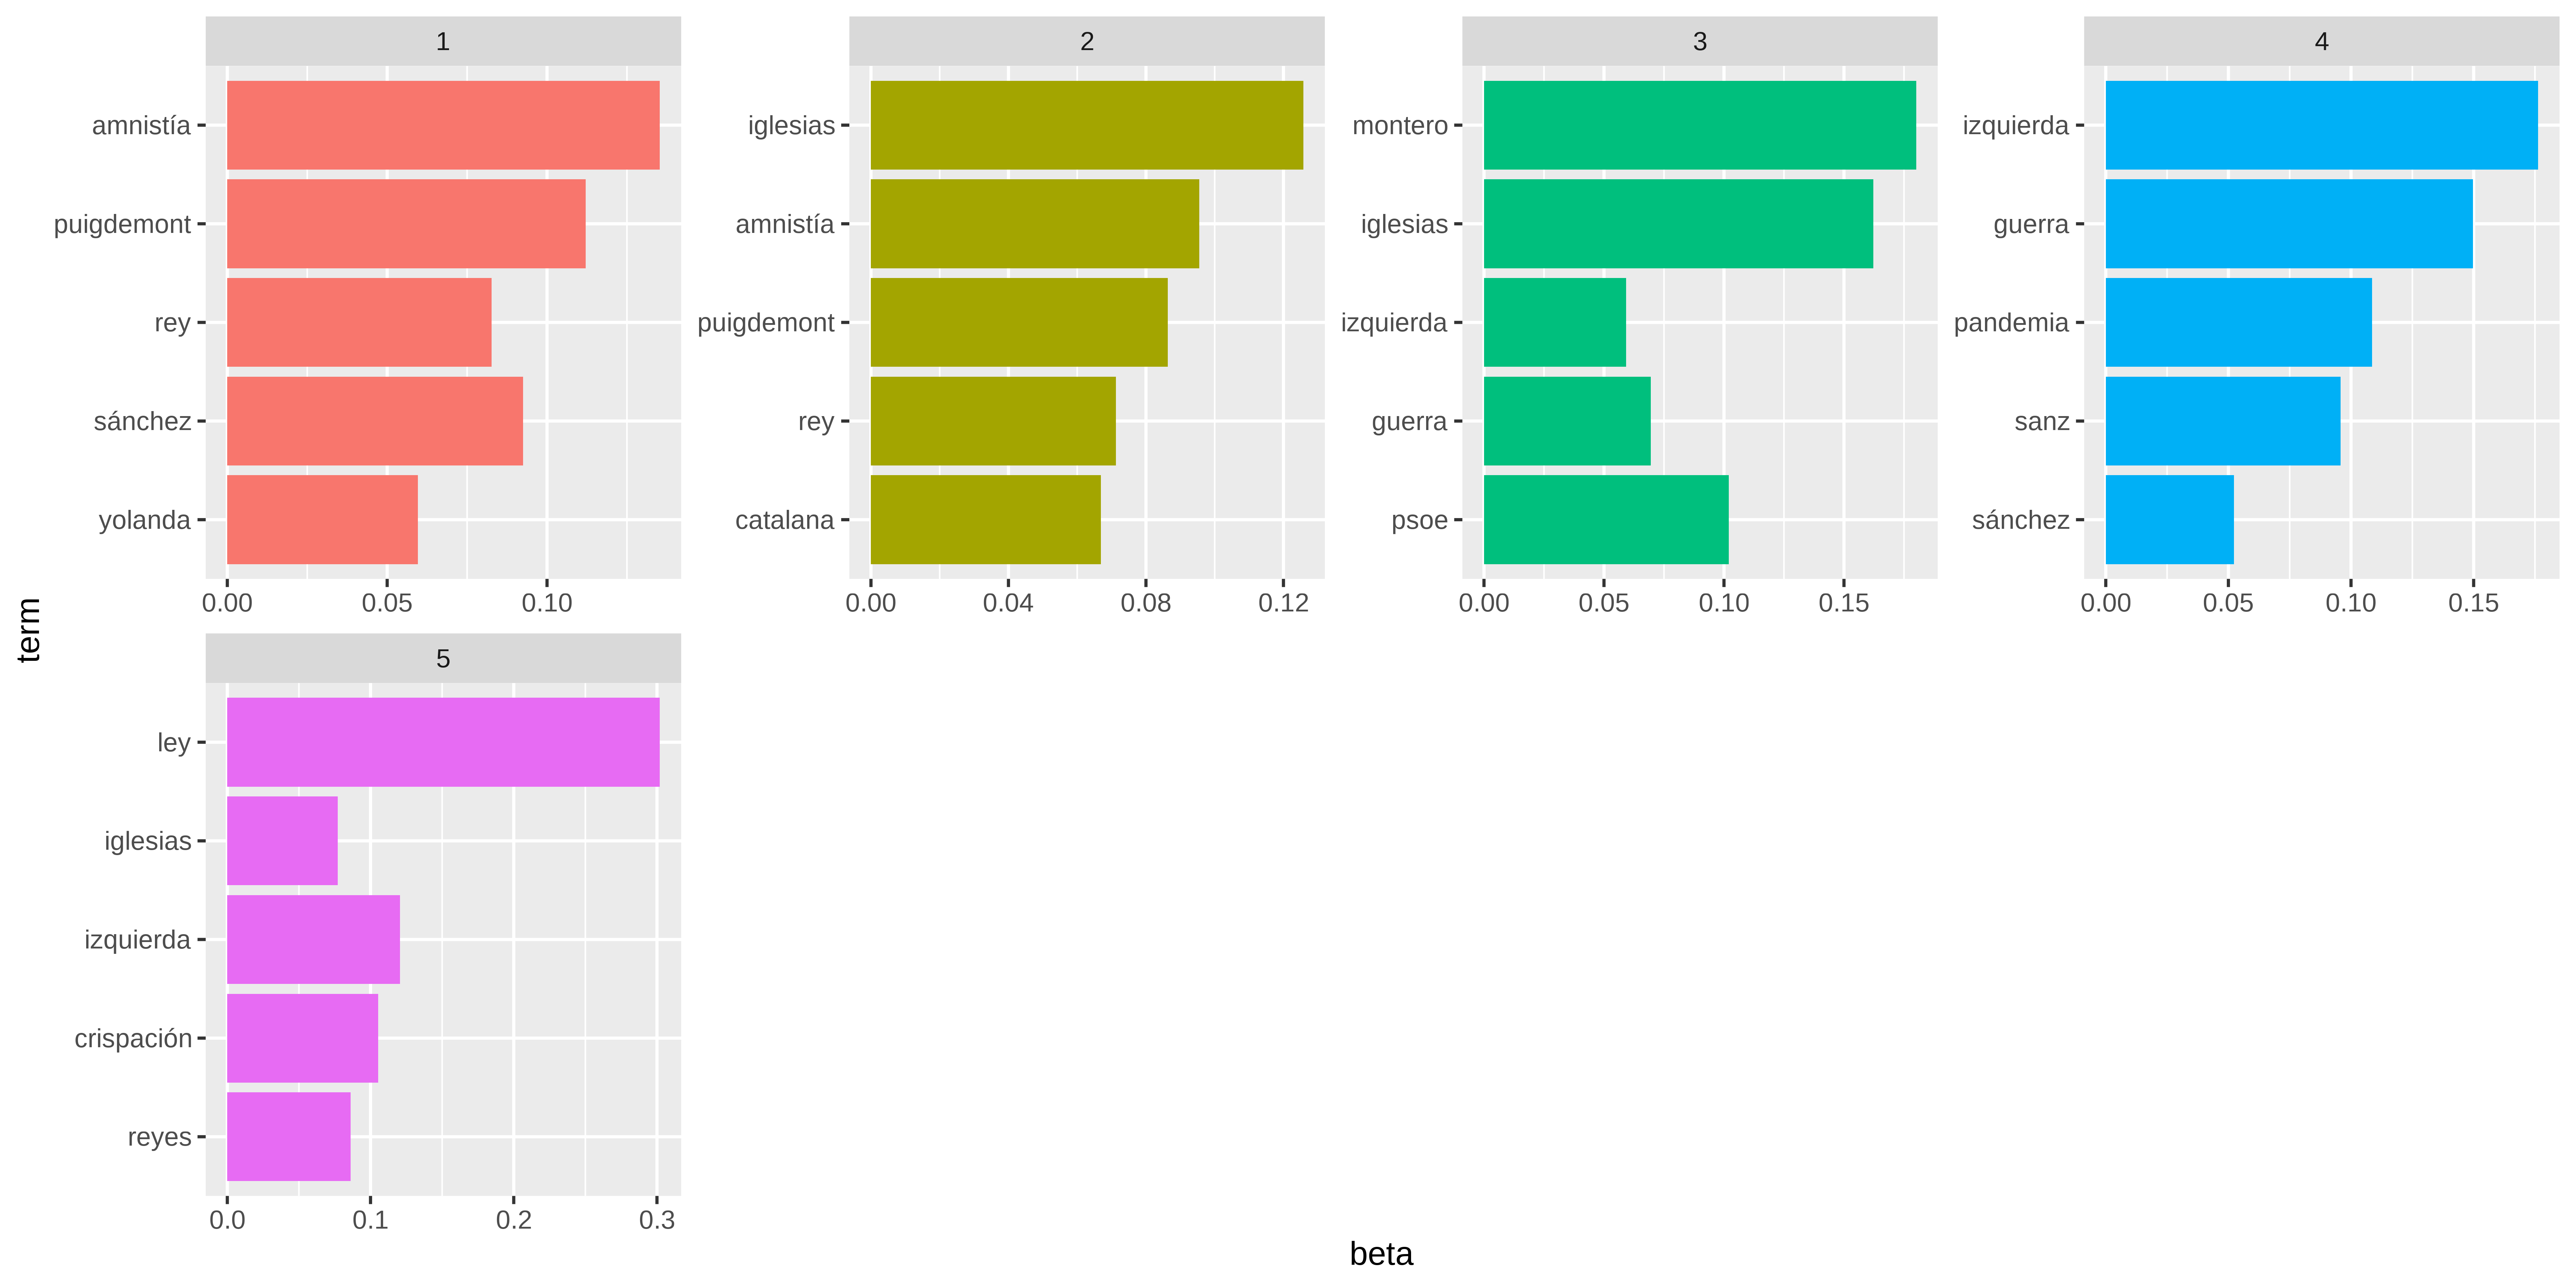 1
2
3
4
amnistía
puigdemont
rey
sánchez
yolanda
0.00 0.05 0.10
iglesias
amnistía
puigdemont
rey
catalana
0.00 0.04 0.08 0.12
montero
iglesias
izquierda
guerra
psoe
0.00 0.05 0.10 0.15
izquierda
guerra
pandemia
sanz
sánchez
0.00 0.05 0.10 0.15
term
5
ley
iglesias
izquierda
crispación
reyes
0.0 0.1 0.2 0.3
beta